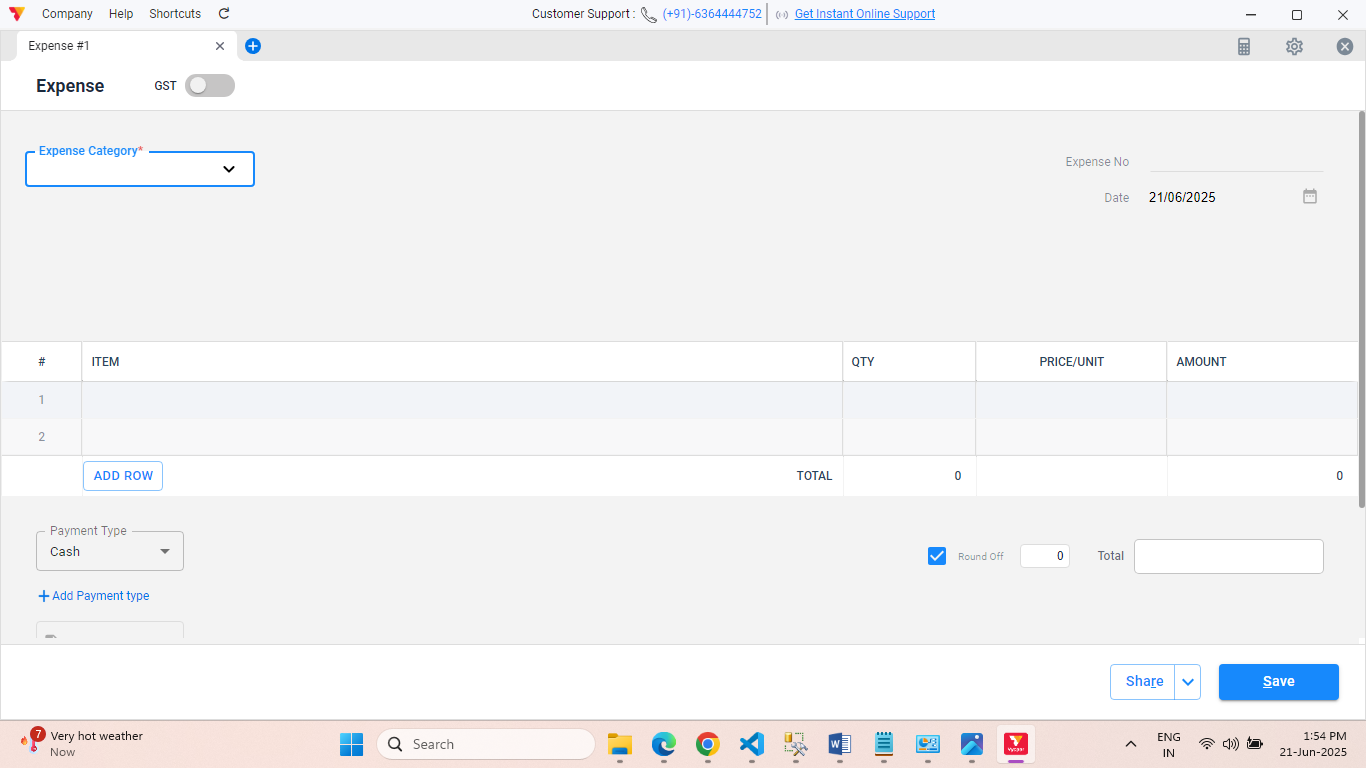 Company Help Shortcuts Customer Support : (+91)-6364444752 Get Instant Online Support
Expense #1
Expense GST
Expense Category*
Expense No
Date 21/06/2025
# ITEM QTY PRICE/UNIT AMOUNT
1
2
ADD ROW TOTAL 0 0
Payment Type
Cash
Round Off 0 Total
Add Payment type
Share Save
7 Very hot weather
Now
Search
Vyapar
ENG
IN
1:54 PM
21-Jun-2025